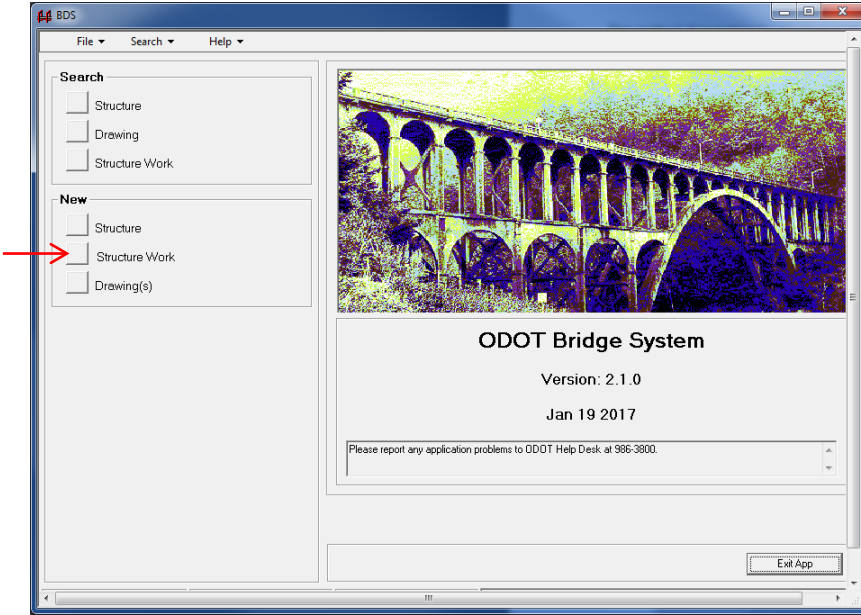 BDS
File Search Help
Search
Structure
Drawing
Structure Work
New
Structure
Structure Work
Drawing(s)
ODOT Bridge System
Version: 2.1.0
Jan 19 2017
Please report any application problems to ODOT Help Desk at 986-3800.
Exit App